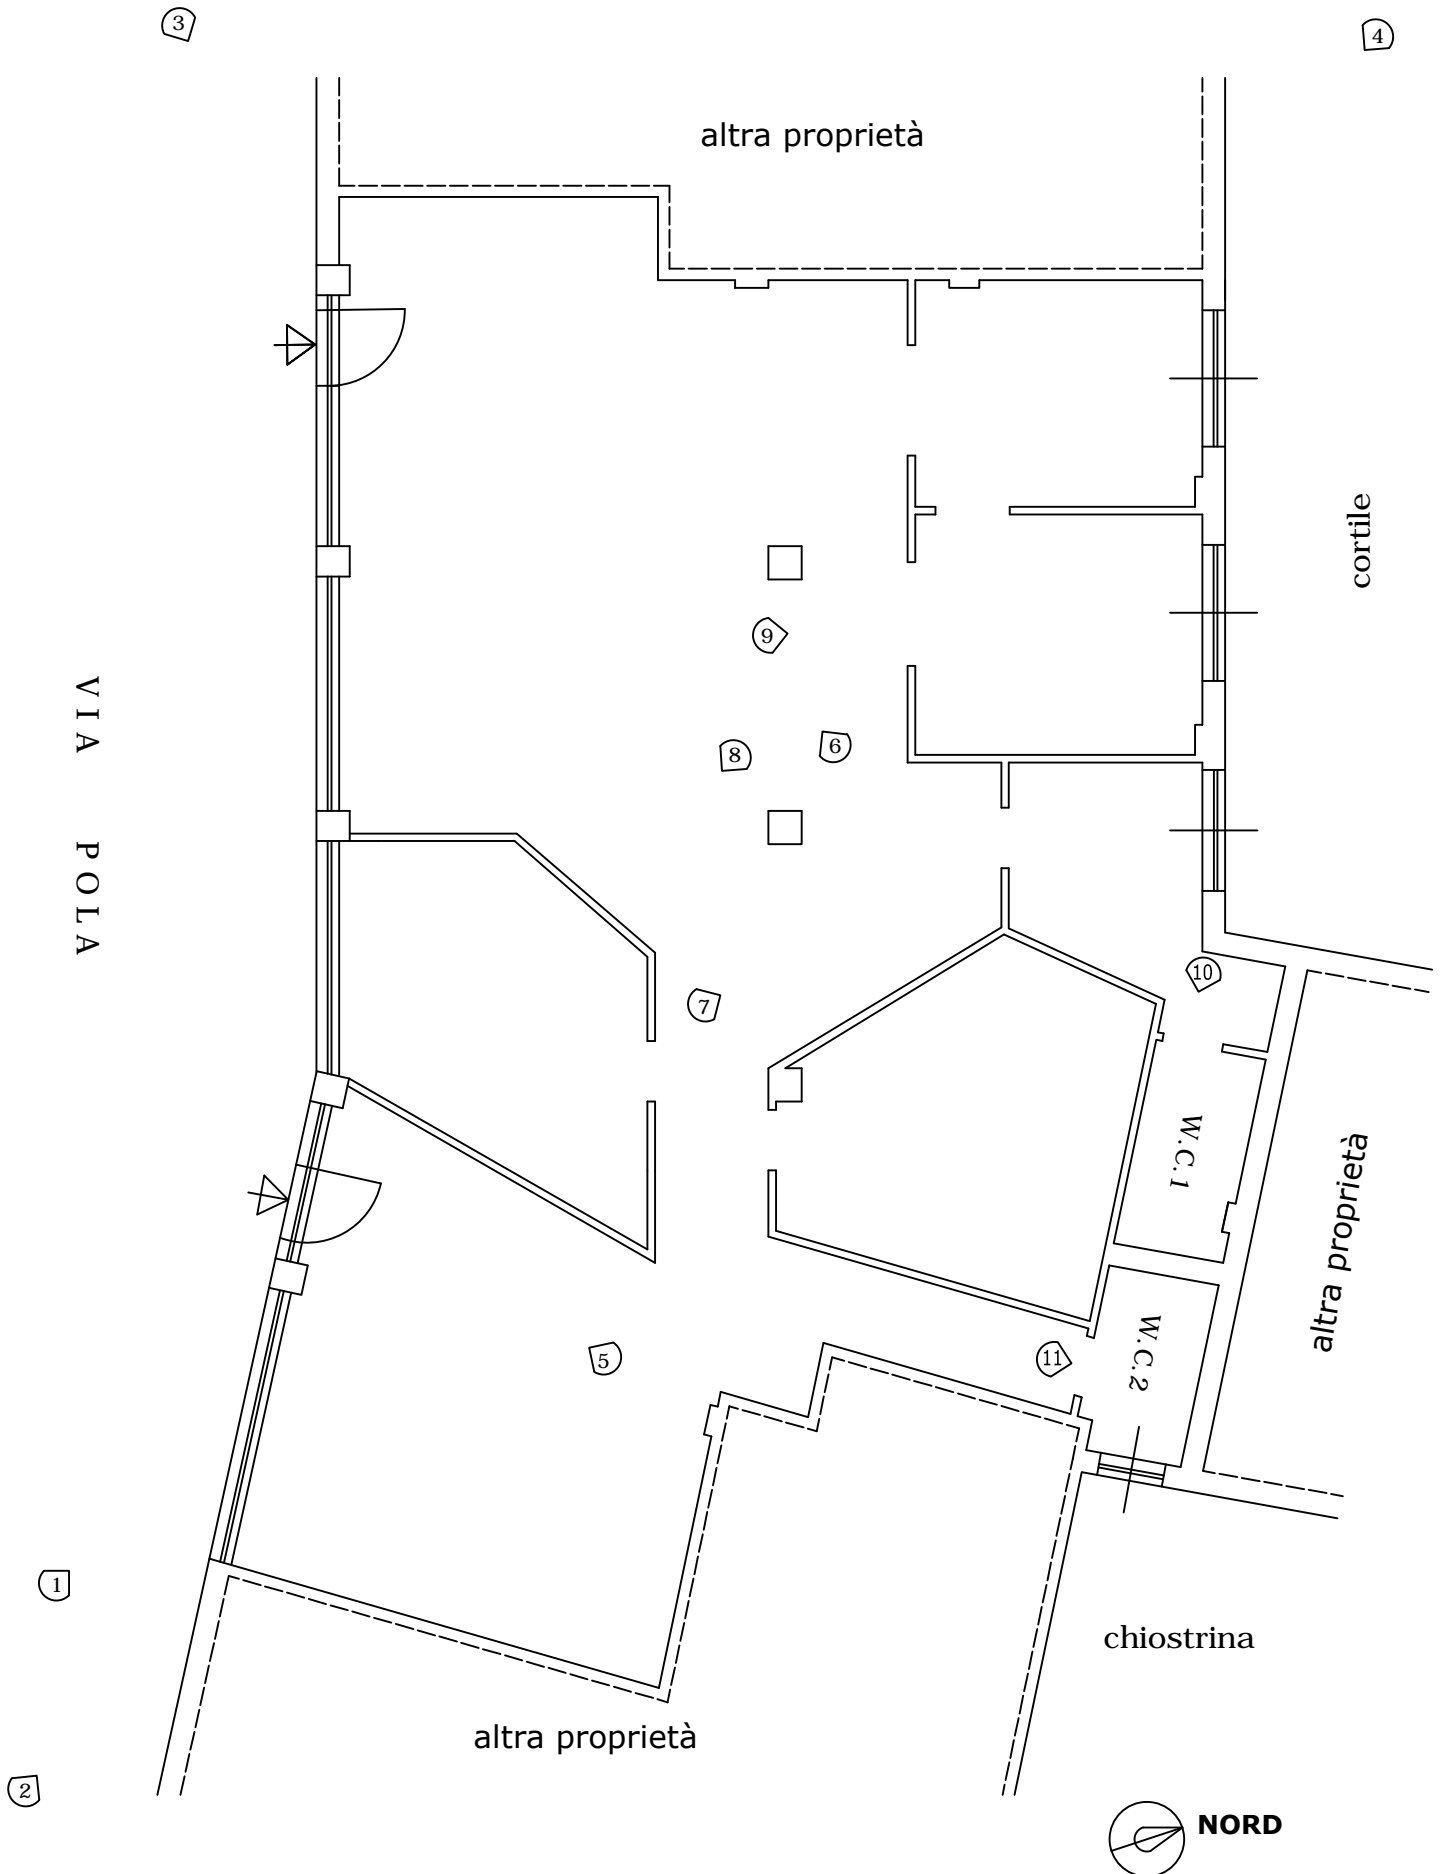 3
4
altra proprietà
cortile
9
VIA POLA
8
6
10
7
W.C.1
altra proprietà
W.C.2
11
5
1
chiostrina
altra proprietà
2
NORD